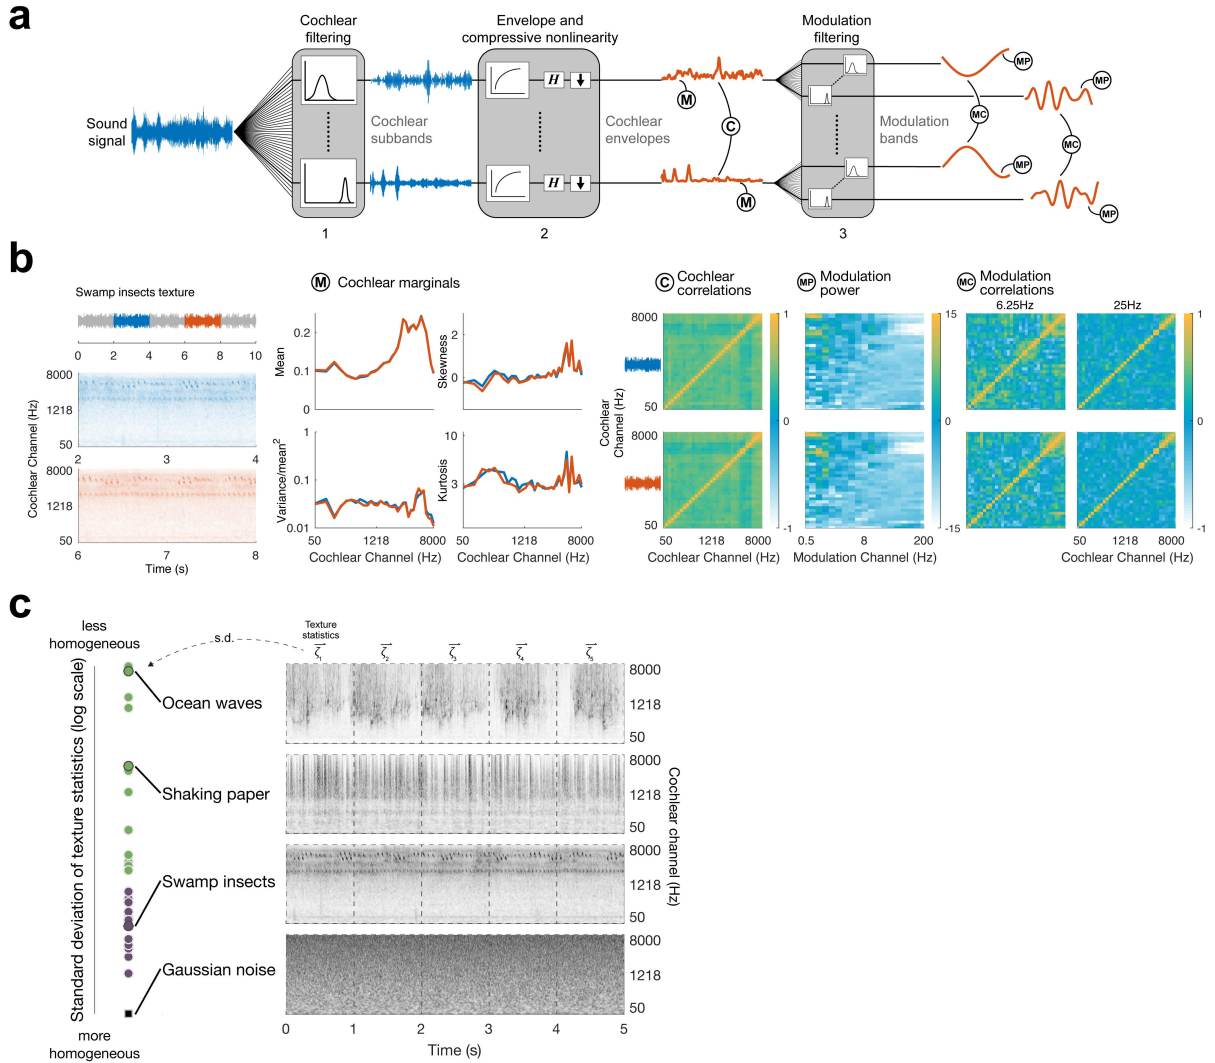 a
Cochlear
filtering
Envelope and
compressive nonlinearity
Modulation
filtering
Sound
signal
Cochlear
subbands
H
H
Cochlear
envelopes
M
C
M
Modulation
bands
MP
MP
MC
MC
MP
MP
1
2
3
b
Swamp insects texture
0 2 4 6 8 10
Cochlear Channel (Hz)
8000
1218
50
2 3 4
8000
1218
50
6 7 8
Time (s)
M Cochlear marginals
Mean
0.2
0.1
0
Skewness
2
0
Variance/mean²
1
0.1
0.01
50 1218 8000
Cochlear Channel (Hz)
Kurtosis
10
3
50 1218 8000
Cochlear Channel (Hz)
C Cochlear
correlations
Cochlear
Channel (Hz)
8000
50
8000
50
50 1218 8000
Cochlear Channel (Hz)
1
0
-1
MP Modulation
power
0.5 8 200
Modulation Channel (Hz)
15
0
-15
MC Modulation
correlations
6.25Hz
25Hz
50 1218 8000
Cochlear Channel (Hz)
1
0
-1
c
less
homogeneous
Standard deviation of texture statistics (log scale)
more
homogeneous
s.d.
Texture
statistics
ζ1 ζ2 ζ3 ζ4 ζ5
Ocean waves
8000
1218
50
Shaking paper
8000
1218
50
Swamp insects
8000
1218
50
Gaussian noise
8000
1218
50
Cochlear channel (Hz)
0 1 2 3 4 5
Time (s)